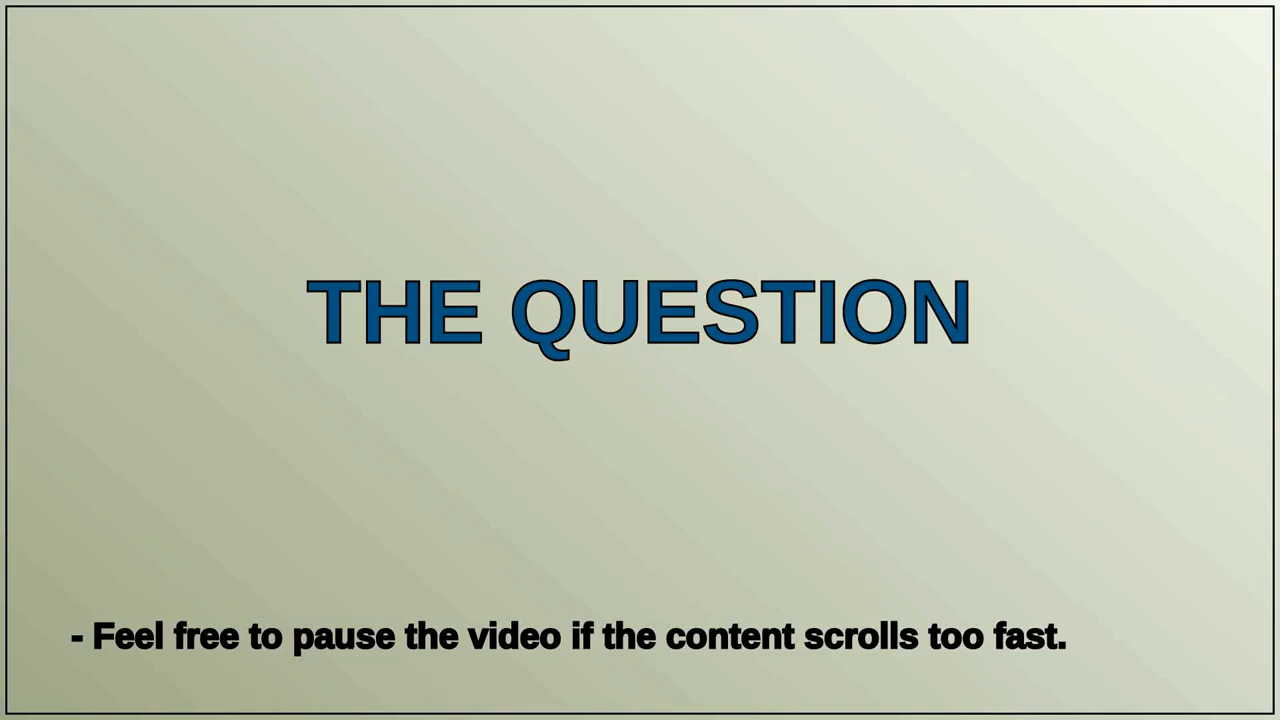 THE QUESTION
- Feel free to pause the video if the content scrolls too fast.